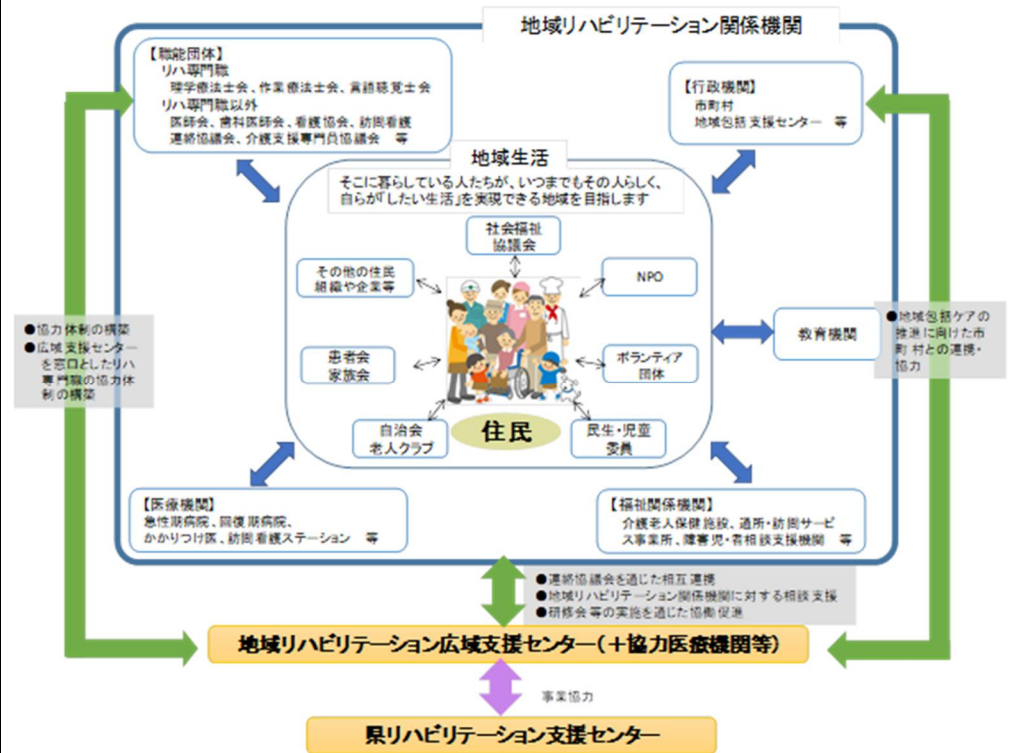 地域リハビリテーション関係機関
【職能団体】
リハ専門職
理学療法士会、作業療法士会、言語聴覚士会
リハ専門職以外
医師会、歯科医師会、看護協会、訪問看護
連絡協議会、介護支援専門員協議会 等
【行政機関】
市町村
地域包括支援センター 等
地域生活
そこに暮らしている人たちが、いつまでもその人らしく、
自らが「したい生活」を実現できる地域を目指します
社会福祉
協議会
その他の住民
組織や企業等
NPO
患者会
家族会
ボランティア
団体
自治会
老人クラブ
住民
民生・児童
委員
教育機関
●協力体制の構築
●広域支援センター
を窓口としたリハ
専門職の協力体
制の構築
●地域包括ケアの
推進に向けた市
町村との連携・
協力
【医療機関】
急性期病院、回復期病院、
かかりつけ医、訪問看護ステーション 等
【福祉関係機関】
介護老人保健施設、通所・訪問サービ
ス事業所、障害児・者相談支援機関 等
●連絡協議会を通じた相互連携
●地域リハビリテーション関係機関に対する相談支援
●研修会等の実施を通じた協働促進
地域リハビリテーション広域支援センター(+協力医療機関等)
事業協力
県リハビリテーション支援センター